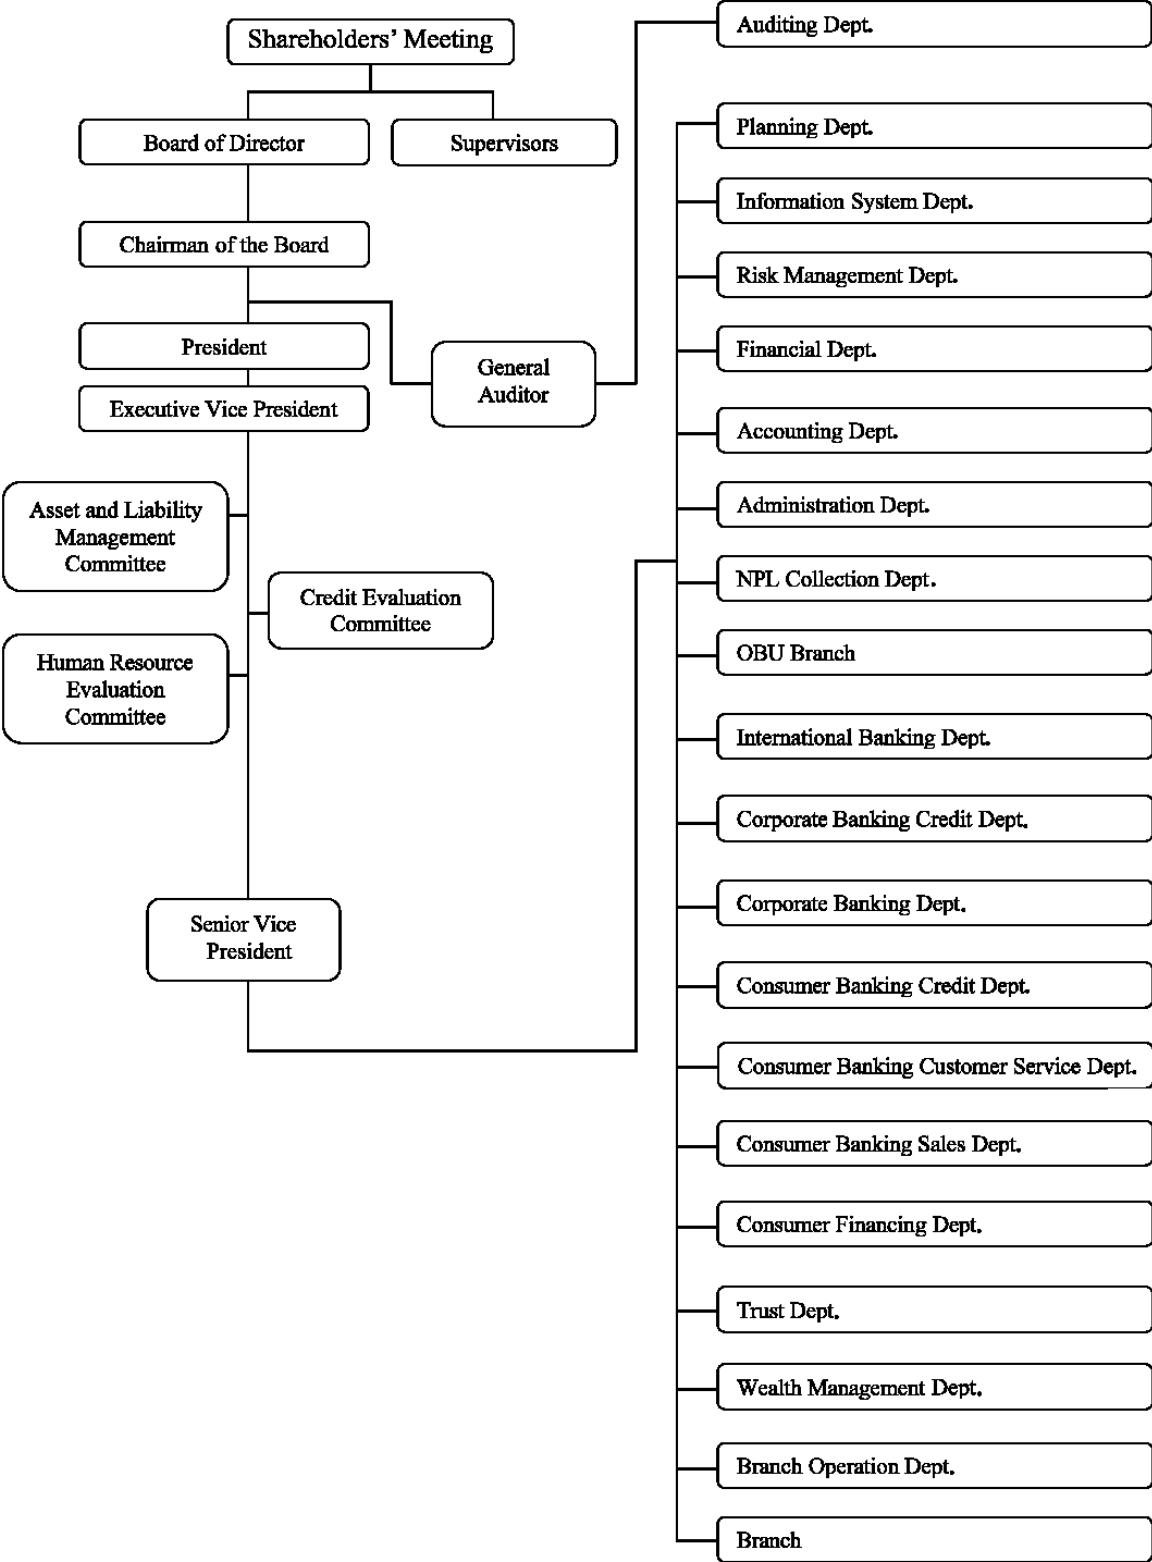 Shareholders’ Meeting
Board of Director
Supervisors
Chairman of the Board
President
Executive Vice President
General
Auditor
Asset and Liability
Management
Committee
Credit Evaluation
Committee
Human Resource
Evaluation
Committee
Senior Vice
President
Auditing Dept.
Planning Dept.
Information System Dept.
Risk Management Dept.
Financial Dept.
Accounting Dept.
Administration Dept.
NPL Collection Dept.
OBU Branch
International Banking Dept.
Corporate Banking Credit Dept.
Corporate Banking Dept.
Consumer Banking Credit Dept.
Consumer Banking Customer Service Dept.
Consumer Banking Sales Dept.
Consumer Financing Dept.
Trust Dept.
Wealth Management Dept.
Branch Operation Dept.
Branch